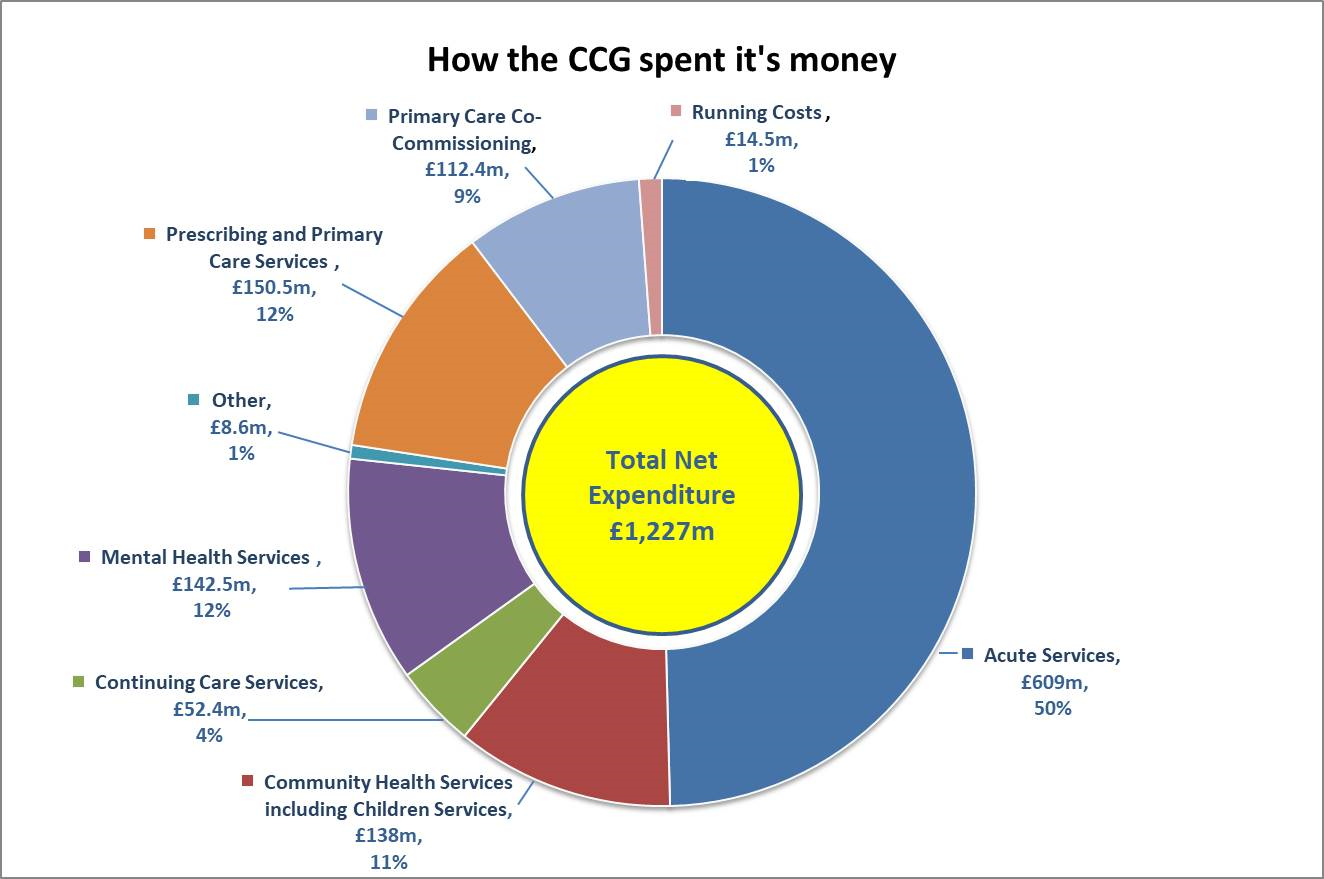 How the CCG spent it's money
Primary Care Co-
Commissioning,
£112.4m,
9%
Running Costs ,
£14.5m,
1%
Prescribing and Primary
Care Services ,
£150.5m,
12%
Other,
£8.6m,
1%
Total Net
Expenditure
£1,227m
Mental Health Services ,
£142.5m,
12%
Acute Services,
£609m,
50%
Continuing Care Services,
£52.4m,
4%
Community Health Services
including Children Services,
£138m,
11%